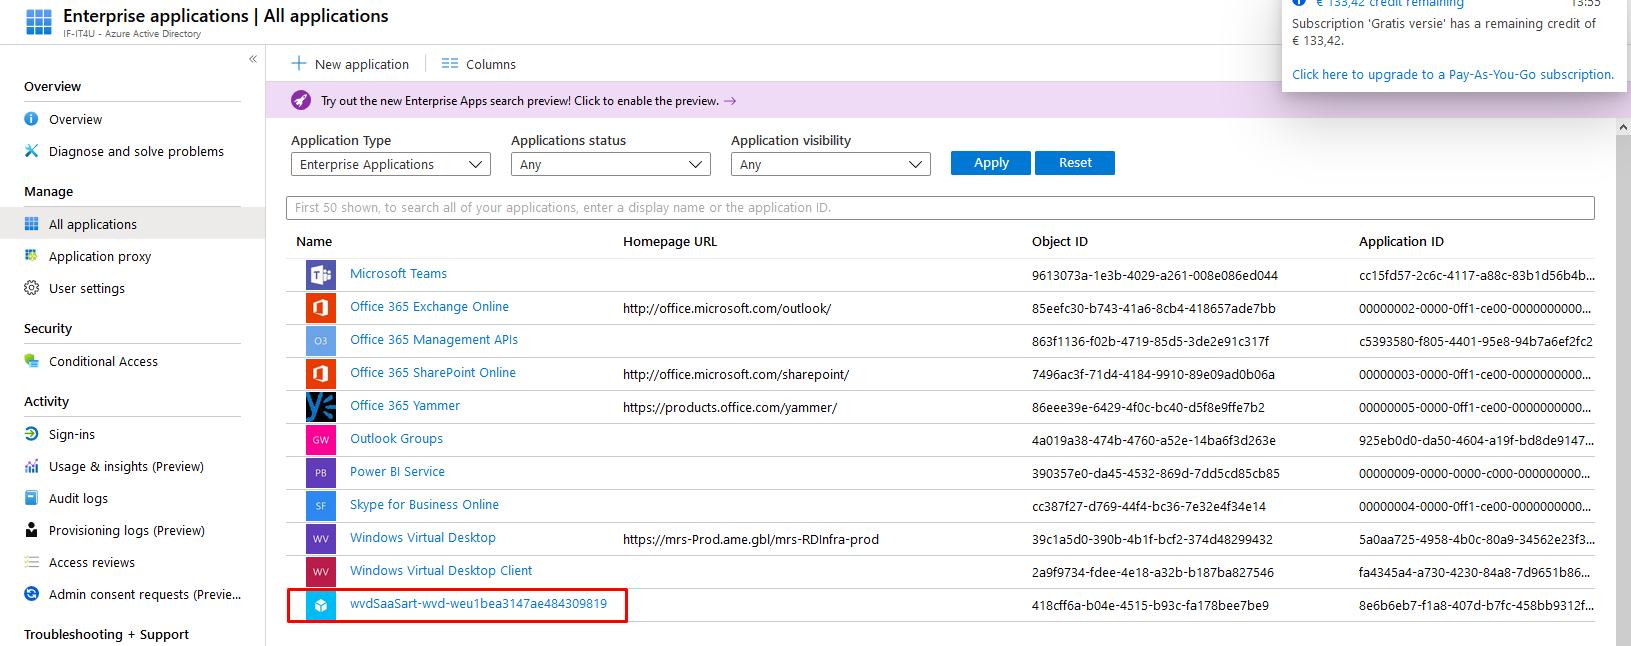 Enterprise applications | All applications
IF-IT4U - Azure Active Directory
€ 133,42 credit remaining
13:55
Subscription 'Gratis versie' has a remaining credit of
€ 133,42.
Click here to upgrade to a Pay-As-You-Go subscription.
«
Overview
Overview
Diagnose and solve problems
Manage
All applications
Application proxy
User settings
Security
Conditional Access
Activity
Sign-ins
Usage & insights (Preview)
Audit logs
Provisioning logs (Preview)
Access reviews
Admin consent requests (Previe...
Troubleshooting + Support
New application
Columns
Try out the new Enterprise Apps search preview! Click to enable the preview. →
Application Type
Applications status
Application visibility
Enterprise Applications
Any
Any
Apply
Reset
First 50 shown, to search all of your applications, enter a display name or the application ID.
Name Homepage URL Object ID Application ID
Microsoft Teams 9613073a-1e3b-4029-a261-008e086ed044 cc15fd57-2c6c-4117-a88c-83b1d56b4b...
Office 365 Exchange Online http://office.microsoft.com/outlook/ 85eefc30-b743-41a6-8cb4-418657ade7bb 00000002-0000-0ff1-ce00-0000000000...
O3 Office 365 Management APIs 863f1136-f02b-4719-85d5-3de2e91c317f c5393580-f805-4401-95e8-94b7a6ef2fc2
Office 365 SharePoint Online http://office.microsoft.com/sharepoint/ 7496ac3f-71d4-4184-9910-89e09ad0b06a 00000003-0000-0ff1-ce00-0000000000...
Office 365 Yammer https://products.office.com/yammer/ 86eee39e-6429-4f0c-bc40-d5f8e9ffe7b2 00000005-0000-0ff1-ce00-0000000000...
GW Outlook Groups 4a019a38-474b-4760-a52e-14ba6f3d263e 925eb0d0-da50-4604-a19f-bd8de9147...
PB Power BI Service 390357e0-da45-4532-869d-7dd5cd85cb85 00000009-0000-0000-c000-000000000...
SF Skype for Business Online cc387f27-d769-44f4-bc36-7e32e4f34e14 00000004-0000-0ff1-ce00-0000000000...
WV Windows Virtual Desktop https://mrs-Prod.ame.gbl/mrs-RDInfra-prod 39c1a5d0-390b-4b1f-bcf2-374d48299432 5a0aa725-4958-4b0c-80a9-34562e23f3...
WV Windows Virtual Desktop Client 2a9f9734-fdee-4e18-a32b-b187ba827546 fa4345a4-a730-4230-84a8-7d9651b86...
wvdSaaSart-wvd-weu1bea3147ae484309819 418cff6a-b04e-4515-b93c-fa178bee7be9 8e6b6eb7-f1a8-407d-b7fc-458bb9312f...